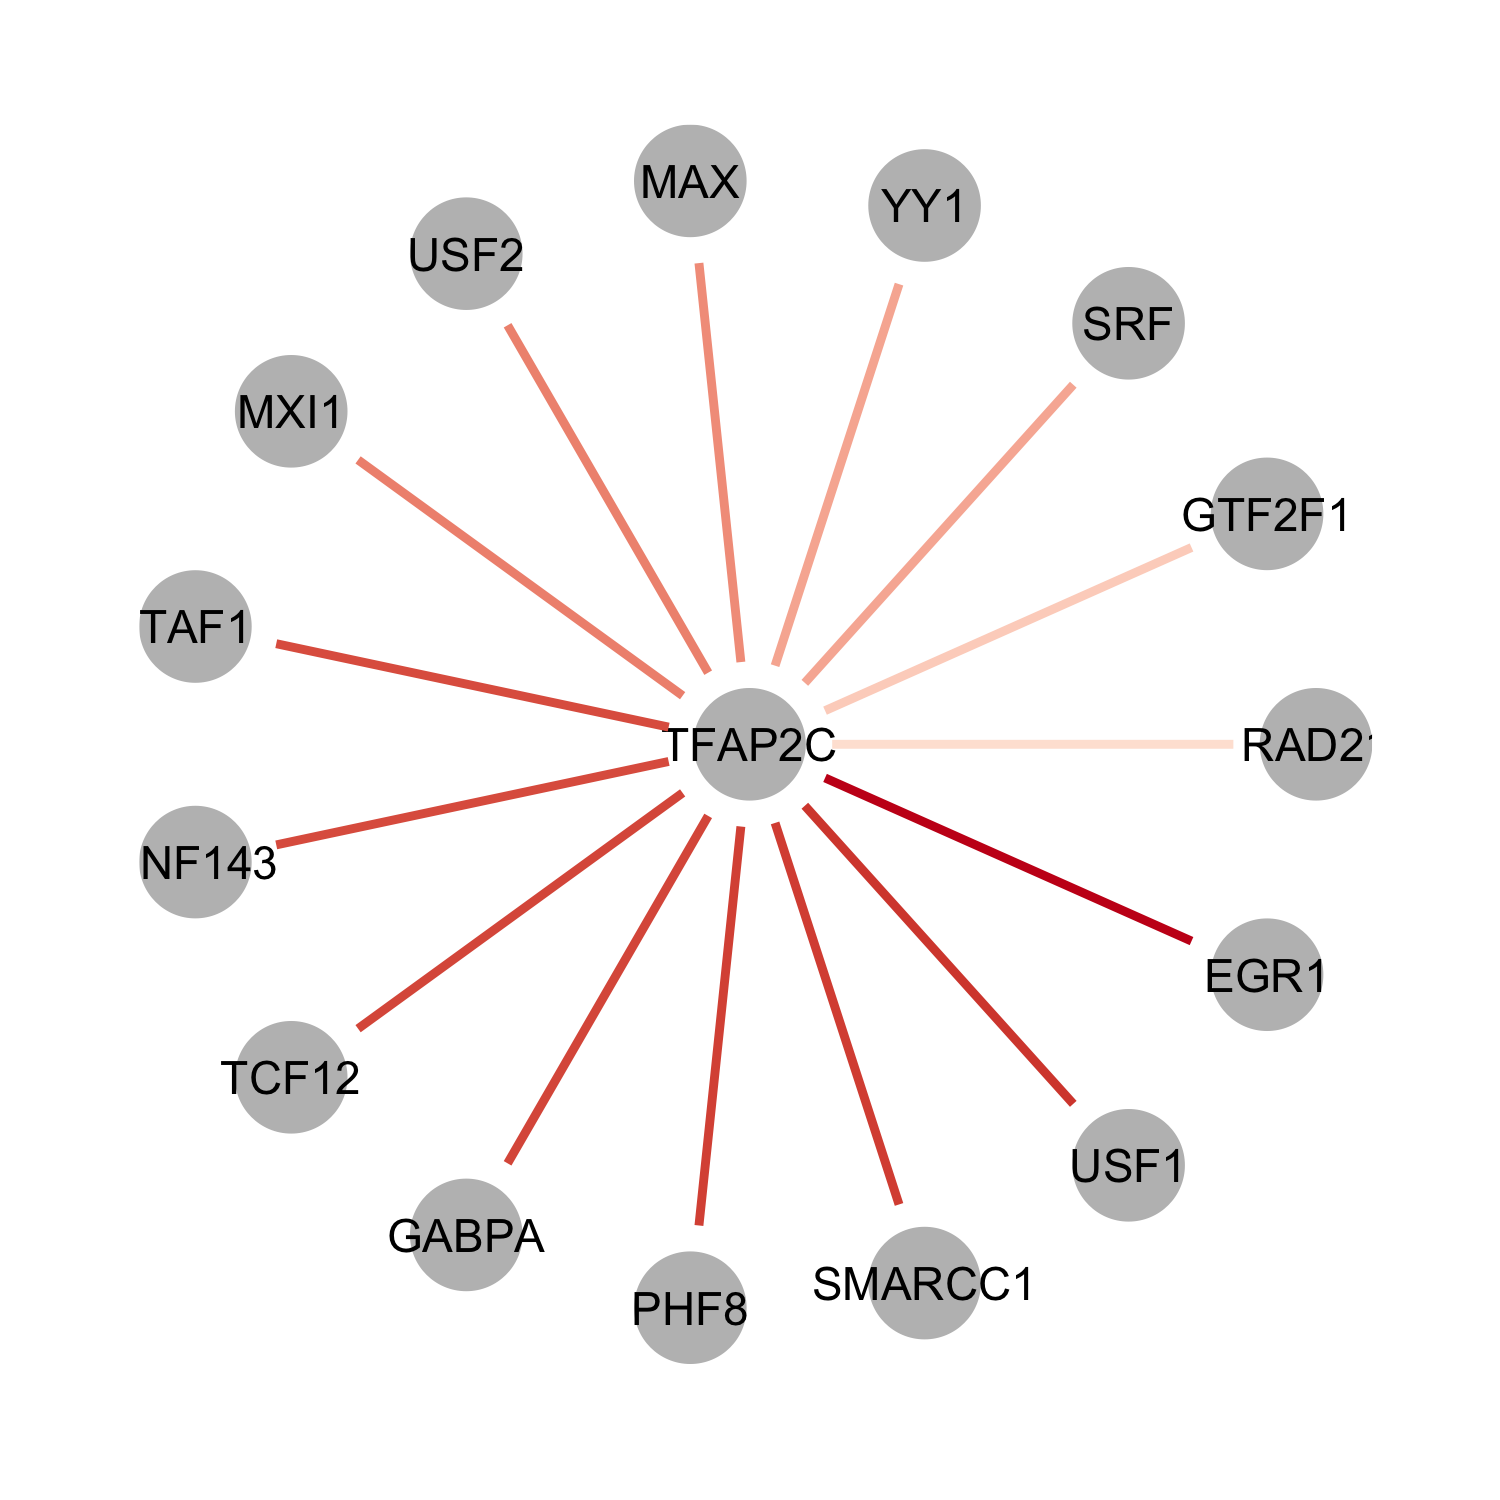 MAX
YY1
USF2
SRF
MXI1
GTF2F1
TAF1
TFAP2C
RAD21
NF143
EGR1
TCF12
USF1
GABPA
SMARCC1
PHF8